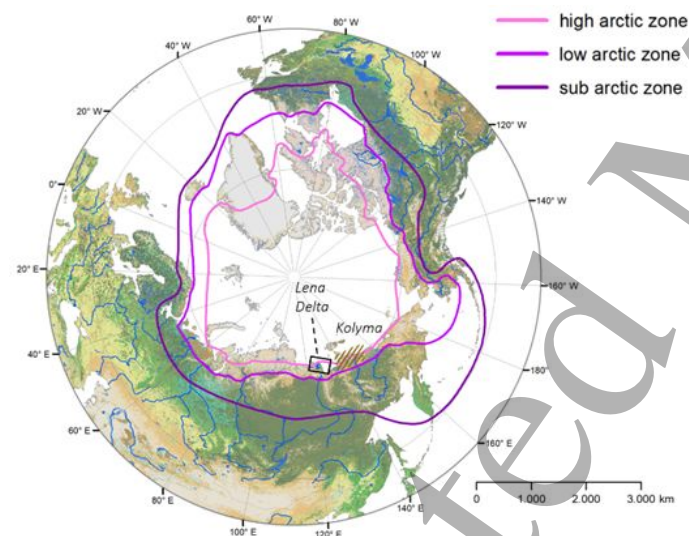 60° W
80° W
40° W
100° W
20° W
120° W
0°
140° W
20° E
160° W
40° E
180°
60° E
160° E
80° E
140° E
100° E
120° E
high arctic zone
low arctic zone
sub arctic zone
Lena
Delta
Kolyma
0 1.000 2.000 3.000 km
ted